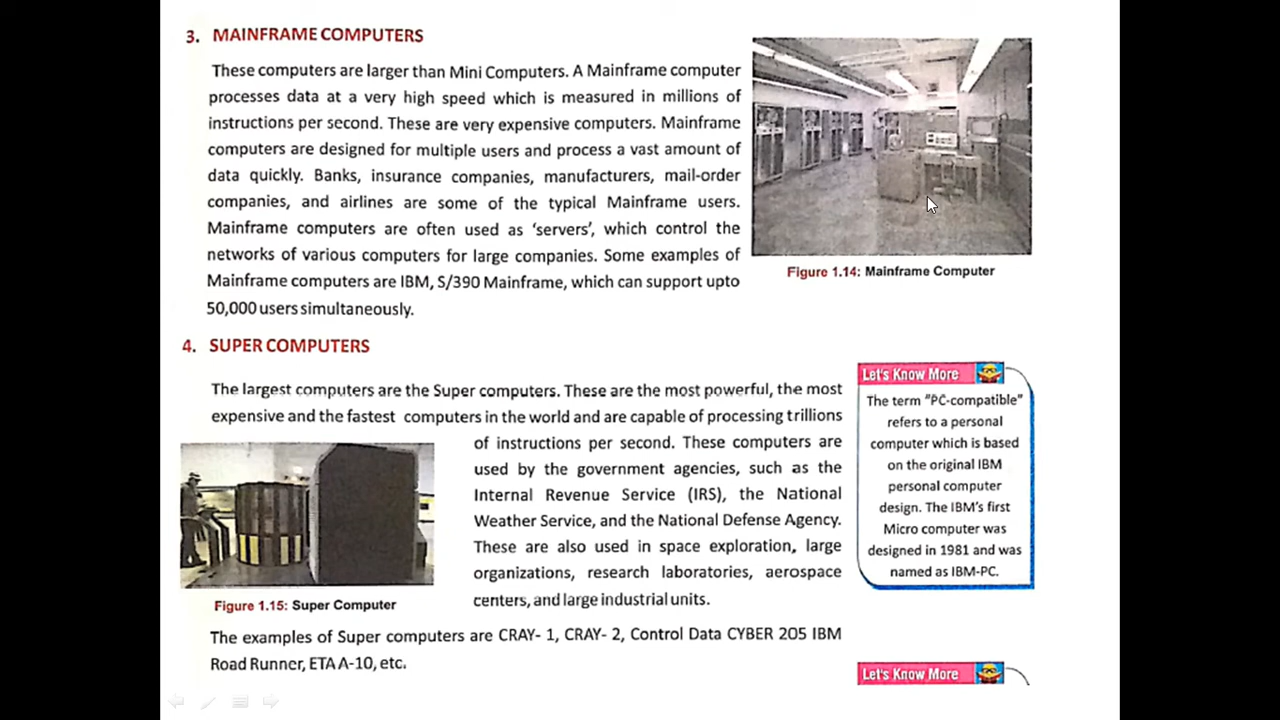 3. MAINFRAME COMPUTERS
These computers are larger than Mini Computers. A Mainframe computer
processes data at a very high speed which is measured in millions of
instructions per second. These are very expensive computers. Mainframe
computers are designed for multiple users and process a vast amount of
data quickly. Banks, insurance companies, manufacturers, mail-order
companies, and airlines are some of the typical Mainframe users.
Mainframe computers are often used as ‘servers’, which control the
networks of various computers for large companies. Some examples of
Mainframe computers are IBM, S/390 Mainframe, which can support upto
50,000 users simultaneously.
Figure 1.14: Mainframe Computer
4. SUPER COMPUTERS
The largest computers are the Super computers. These are the most powerful, the most
expensive and the fastest computers in the world and are capable of processing trillions
of instructions per second. These computers are
used by the government agencies, such as the
Internal Revenue Service (IRS), the National
Weather Service, and the National Defense Agency.
These are also used in space exploration, large
organizations, research laboratories, aerospace
centers, and large industrial units.
Figure 1.15: Super Computer
The examples of Super computers are CRAY- 1, CRAY- 2, Control Data CYBER 205 IBM
Road Runner, ETA A-10, etc.
Let's Know More
The term "PC-compatible"
refers to a personal
computer which is based
on the original IBM
personal computer
design. The IBM's first
Micro computer was
designed in 1981 and was
named as IBM-PC.
Let's Know More